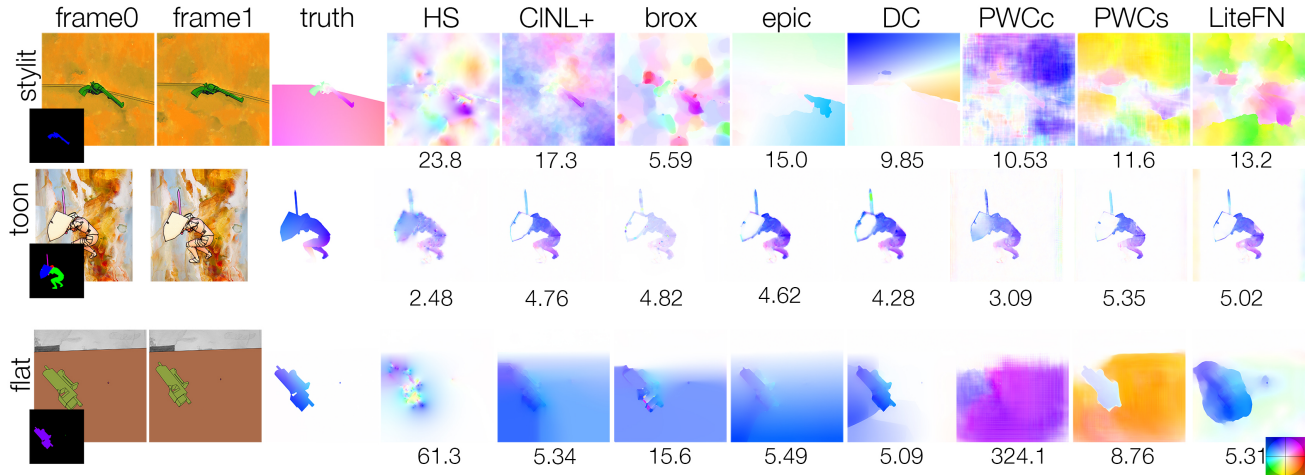 frame0 frame1 truth HS CINL+ brox epic DC PWCc PWCs LiteFN
stylit
23.8 17.3 5.59 15.0 9.85 10.53 11.6 13.2
toon
2.48 4.76 4.82 4.62 4.28 3.09 5.35 5.02
flat
61.3 5.34 15.6 5.49 5.09 324.1 8.76 5.31